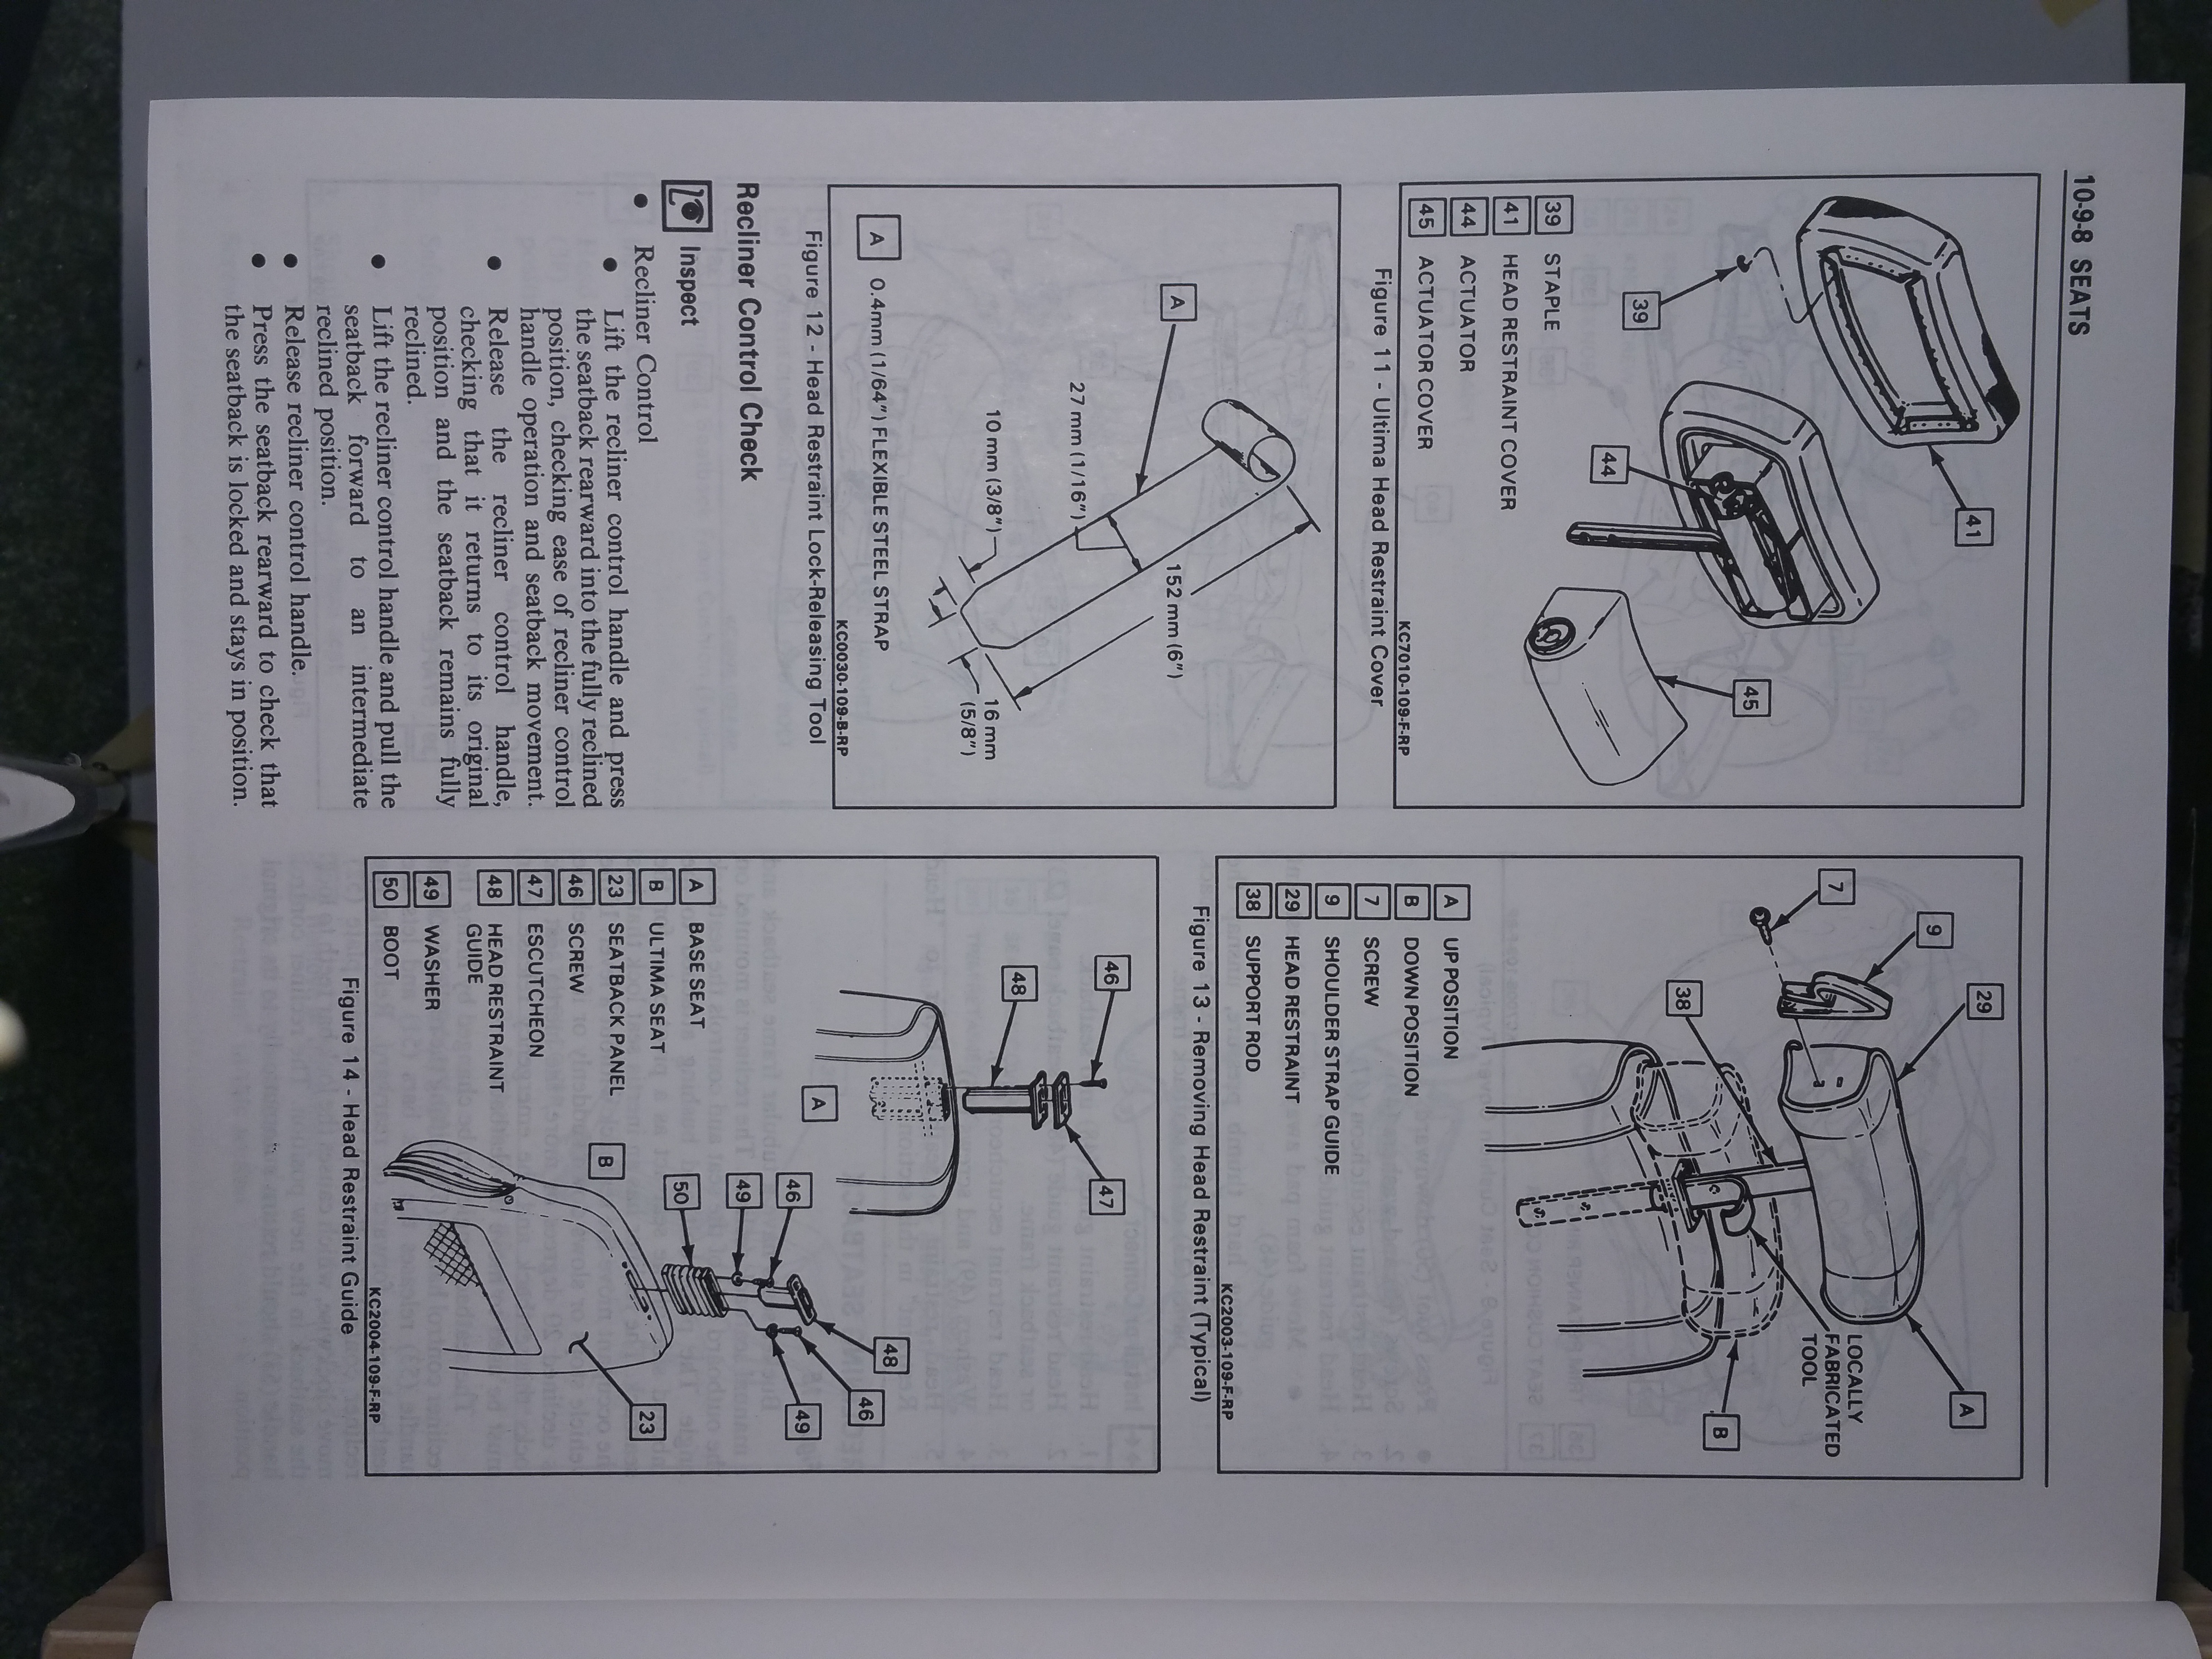 10-9-8 SEATS
39
41
44
45
39 STAPLE
41 HEAD RESTRAINT COVER
44 ACTUATOR
45 ACTUATOR COVER
KC7010-109-F-RP
Figure 11 - Ultima Head Restraint Cover
A
152 mm (6″)
27 mm (1/16″)
10 mm (3/8″)
16 mm
(5/8″)
A 0.4mm (1/64″) FLEXIBLE STEEL STRAP
KC0030-109-B-RP
Figure 12 - Head Restraint Lock-Releasing Tool
Recliner Control Check
Inspect
● Recliner Control
● Lift the recliner control handle and press
the seatback rearward into the fully reclined
position, checking ease of recliner control
handle operation and seatback movement.
● Release the recliner control handle,
checking that it returns to its original
position and the seatback remains fully
reclined.
● Lift the recliner control handle and pull the
seatback forward to an intermediate
reclined position.
● Release recliner control handle.
● Press the seatback rearward to check that
the seatback is locked and stays in position.
29
9
7
38
A
LOCALLY
FABRICATED
TOOL
B
A UP POSITION
B DOWN POSITION
7 SCREW
9 SHOULDER STRAP GUIDE
29 HEAD RESTRAINT
38 SUPPORT ROD
KC2003-109-F-RP
Figure 13 - Removing Head Restraint (Typical)
46
47
48
A
46
49
50
B
48
46
49
23
A BASE SEAT
B ULTIMA SEAT
23 SEATBACK PANEL
46 SCREW
47 ESCUTCHEON
48 HEAD RESTRAINT
GUIDE
49 WASHER
50 BOOT
KC2004-109-F-RP
Figure 14 - Head Restraint Guide